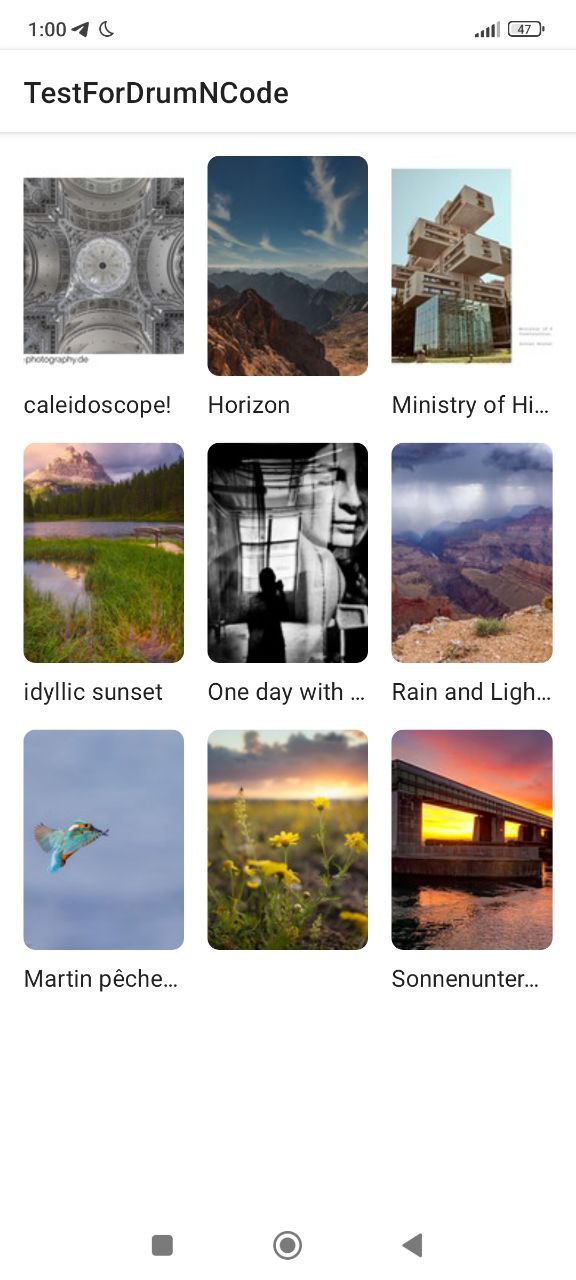 1:00
47
TestForDrumNCode
-photography.de
caleidoscope!
Horizon
Ministry of Hi...
idyllic sunset
One day with ...
Rain and Ligh...
Martin pêche...
Sonnenunter...